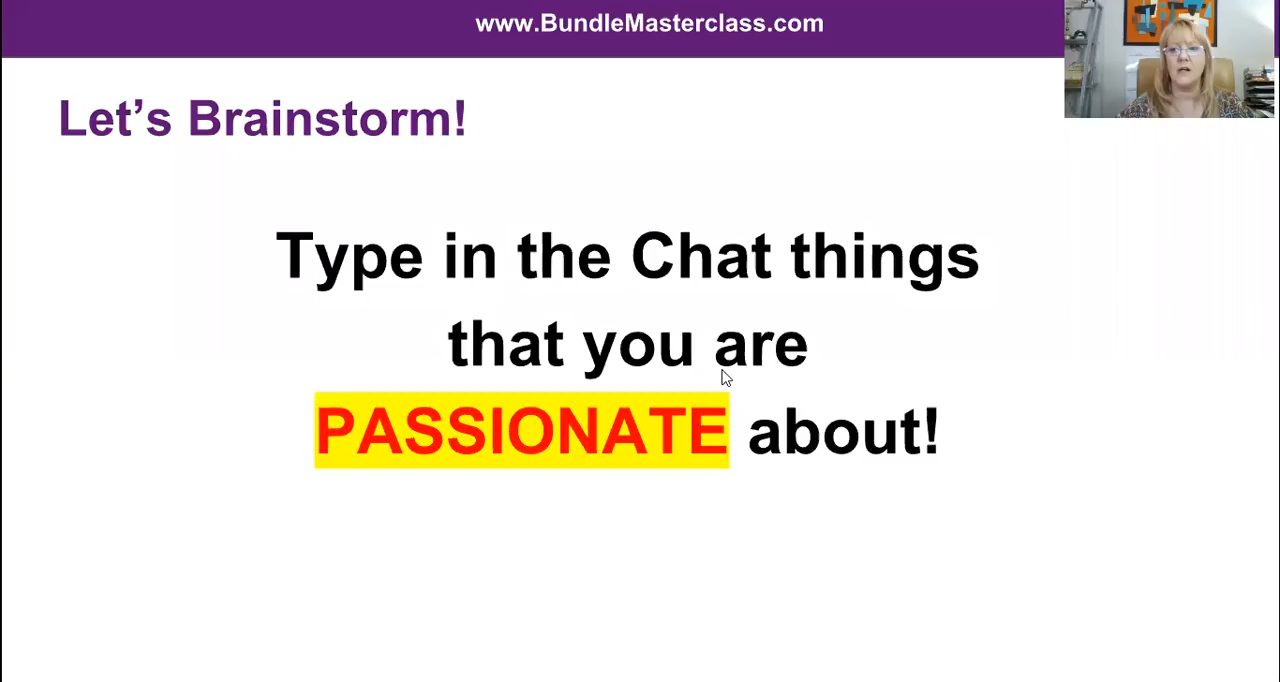 www.BundleMasterclass.com
Let's Brainstorm!
Type in the Chat things
that you are
PASSIONATE about!